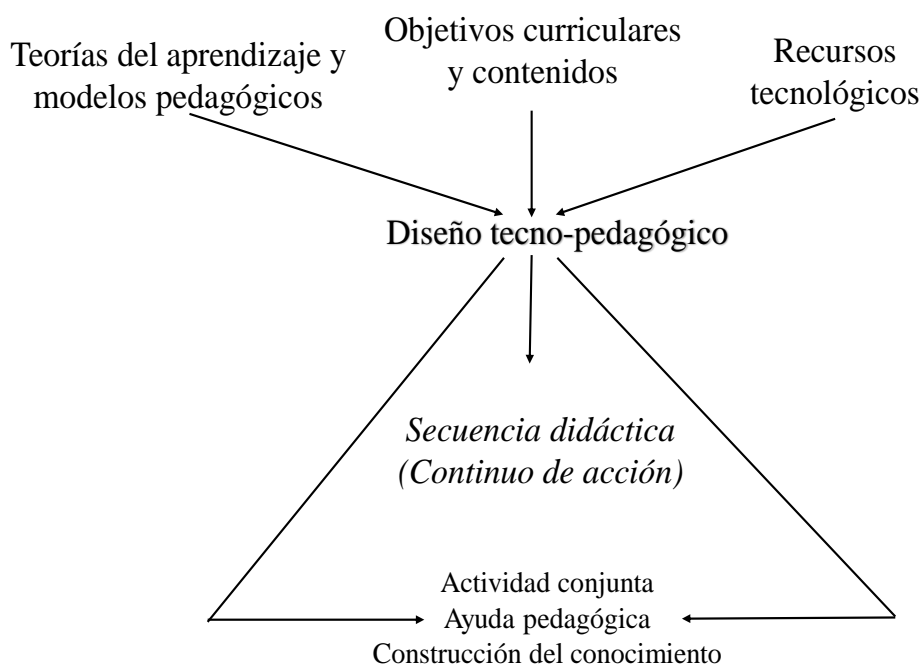 Teorías del aprendizaje y
modelos pedagógicos
Objetivos curriculares
y contenidos
Recursos
tecnológicos
Diseño tecno-pedagógico
Secuencia didáctica
(Continuo de acción)
Actividad conjunta
Ayuda pedagógica
Construcción del conocimiento